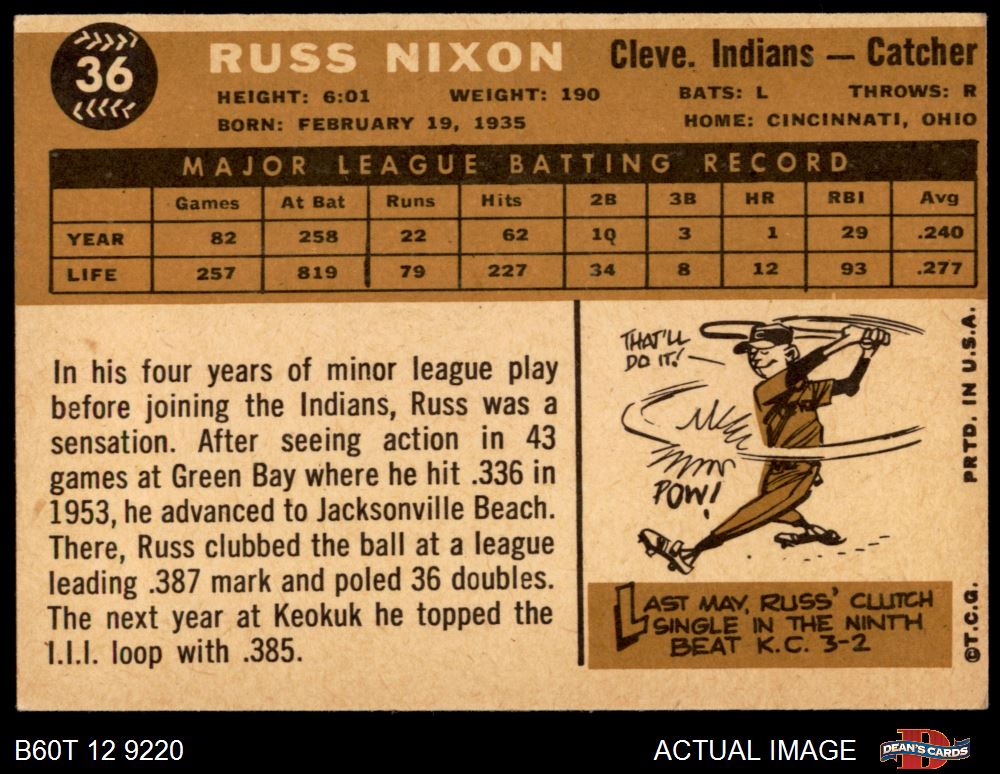 36
RUSS NIXON
Cleve. Indians — Catcher
HEIGHT: 6:01 WEIGHT: 190 BATS: L THROWS: R
BORN: FEBRUARY 19, 1935 HOME: CINCINNATI, OHIO
MAJOR LEAGUE BATTING RECORD
Games At Bat Runs Hits 2B 3B HR RBI Avg
YEAR 82 258 22 62 10 3 1 29 .240
LIFE 257 819 79 227 34 8 12 93 .277
In his four years of minor league play
before joining the Indians, Russ was a
sensation. After seeing action in 43
games at Green Bay where he hit .336 in
1953, he advanced to Jacksonville Beach.
There, Russ clubbed the ball at a league
leading .387 mark and poled 36 doubles.
The next year at Keokuk he topped the
I.I.I. loop with .385.
THAT'LL
DO IT!
POW!
LAST MAY, RUSS' CLUTCH
SINGLE IN THE NINTH
BEAT K.C. 3-2
©T.C.G. PRTD. IN U.S.A.
B60T 12 9220
ACTUAL IMAGE
D
DEAN'S CARDS